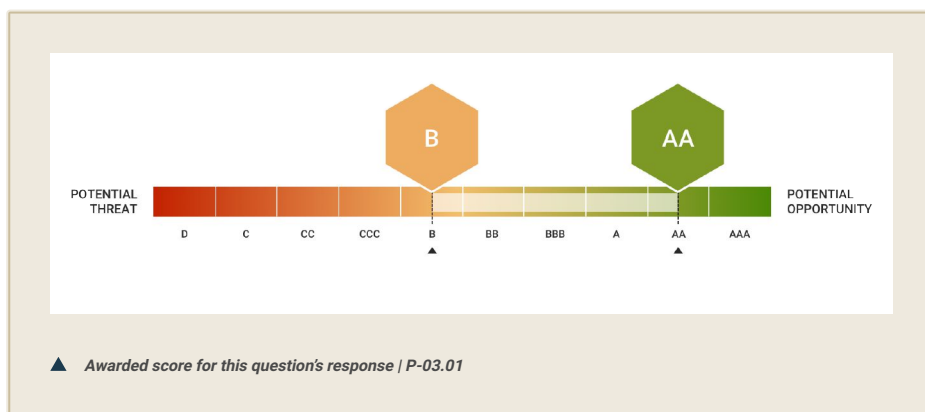 B
AA
POTENTIAL
THREAT
POTENTIAL
OPPORTUNITY
D C CC CCC B BB BBB A AA AAA
Awarded score for this question's response | P-03.01